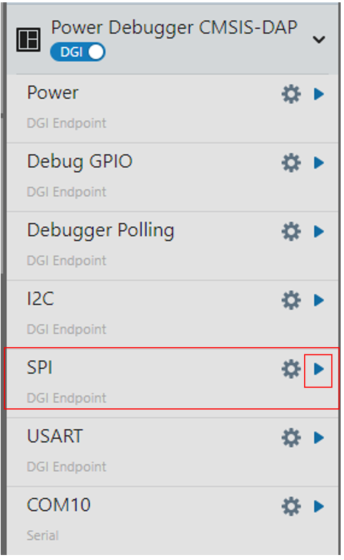 Power Debugger CMSIS-DAP
DGI
Power
DGI Endpoint
Debug GPIO
DGI Endpoint
Debugger Polling
DGI Endpoint
I2C
DGI Endpoint
SPI
DGI Endpoint
USART
DGI Endpoint
COM10
Serial